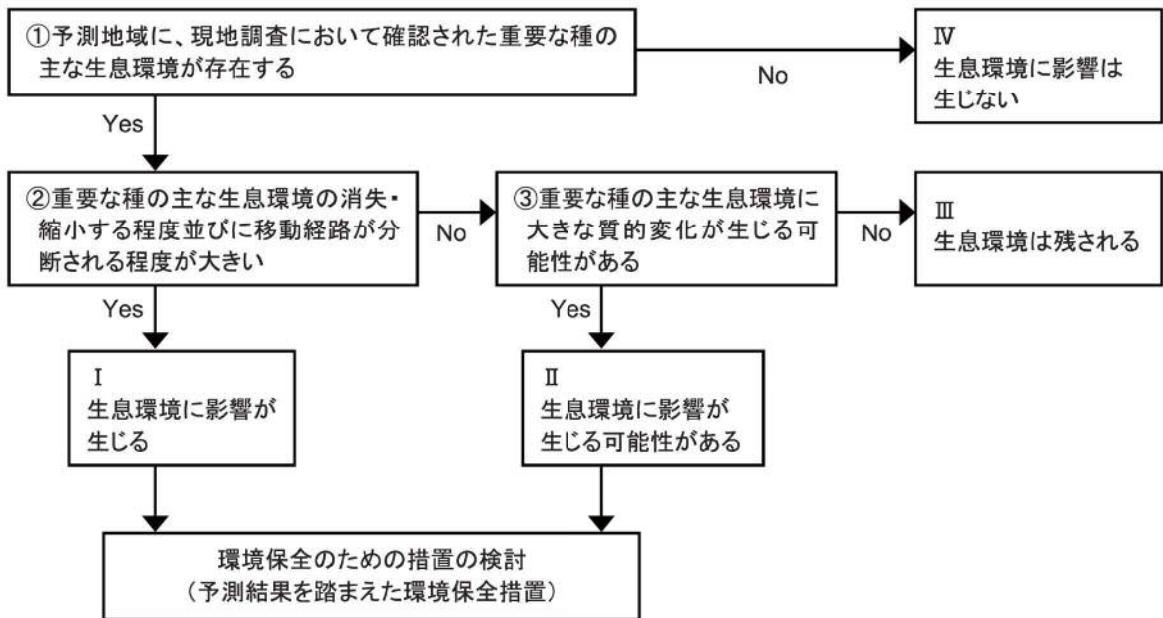 ①予測地域に、現地調査において確認された重要な種の
主な生息環境が存在する
No
Ⅳ
生息環境に影響は
生じない
Yes
②重要な種の主な生息環境の消失・
縮小する程度並びに移動経路が分
断される程度が大きい
No
③重要な種の主な生息環境に
大きな質的変化が生じる可
能性がある
No
Ⅲ
生息環境は残される
Yes
Yes
Ⅰ
生息環境に影響が
生じる
Ⅱ
生息環境に影響が
生じる可能性がある
環境保全のための措置の検討
(予測結果を踏まえた環境保全措置)